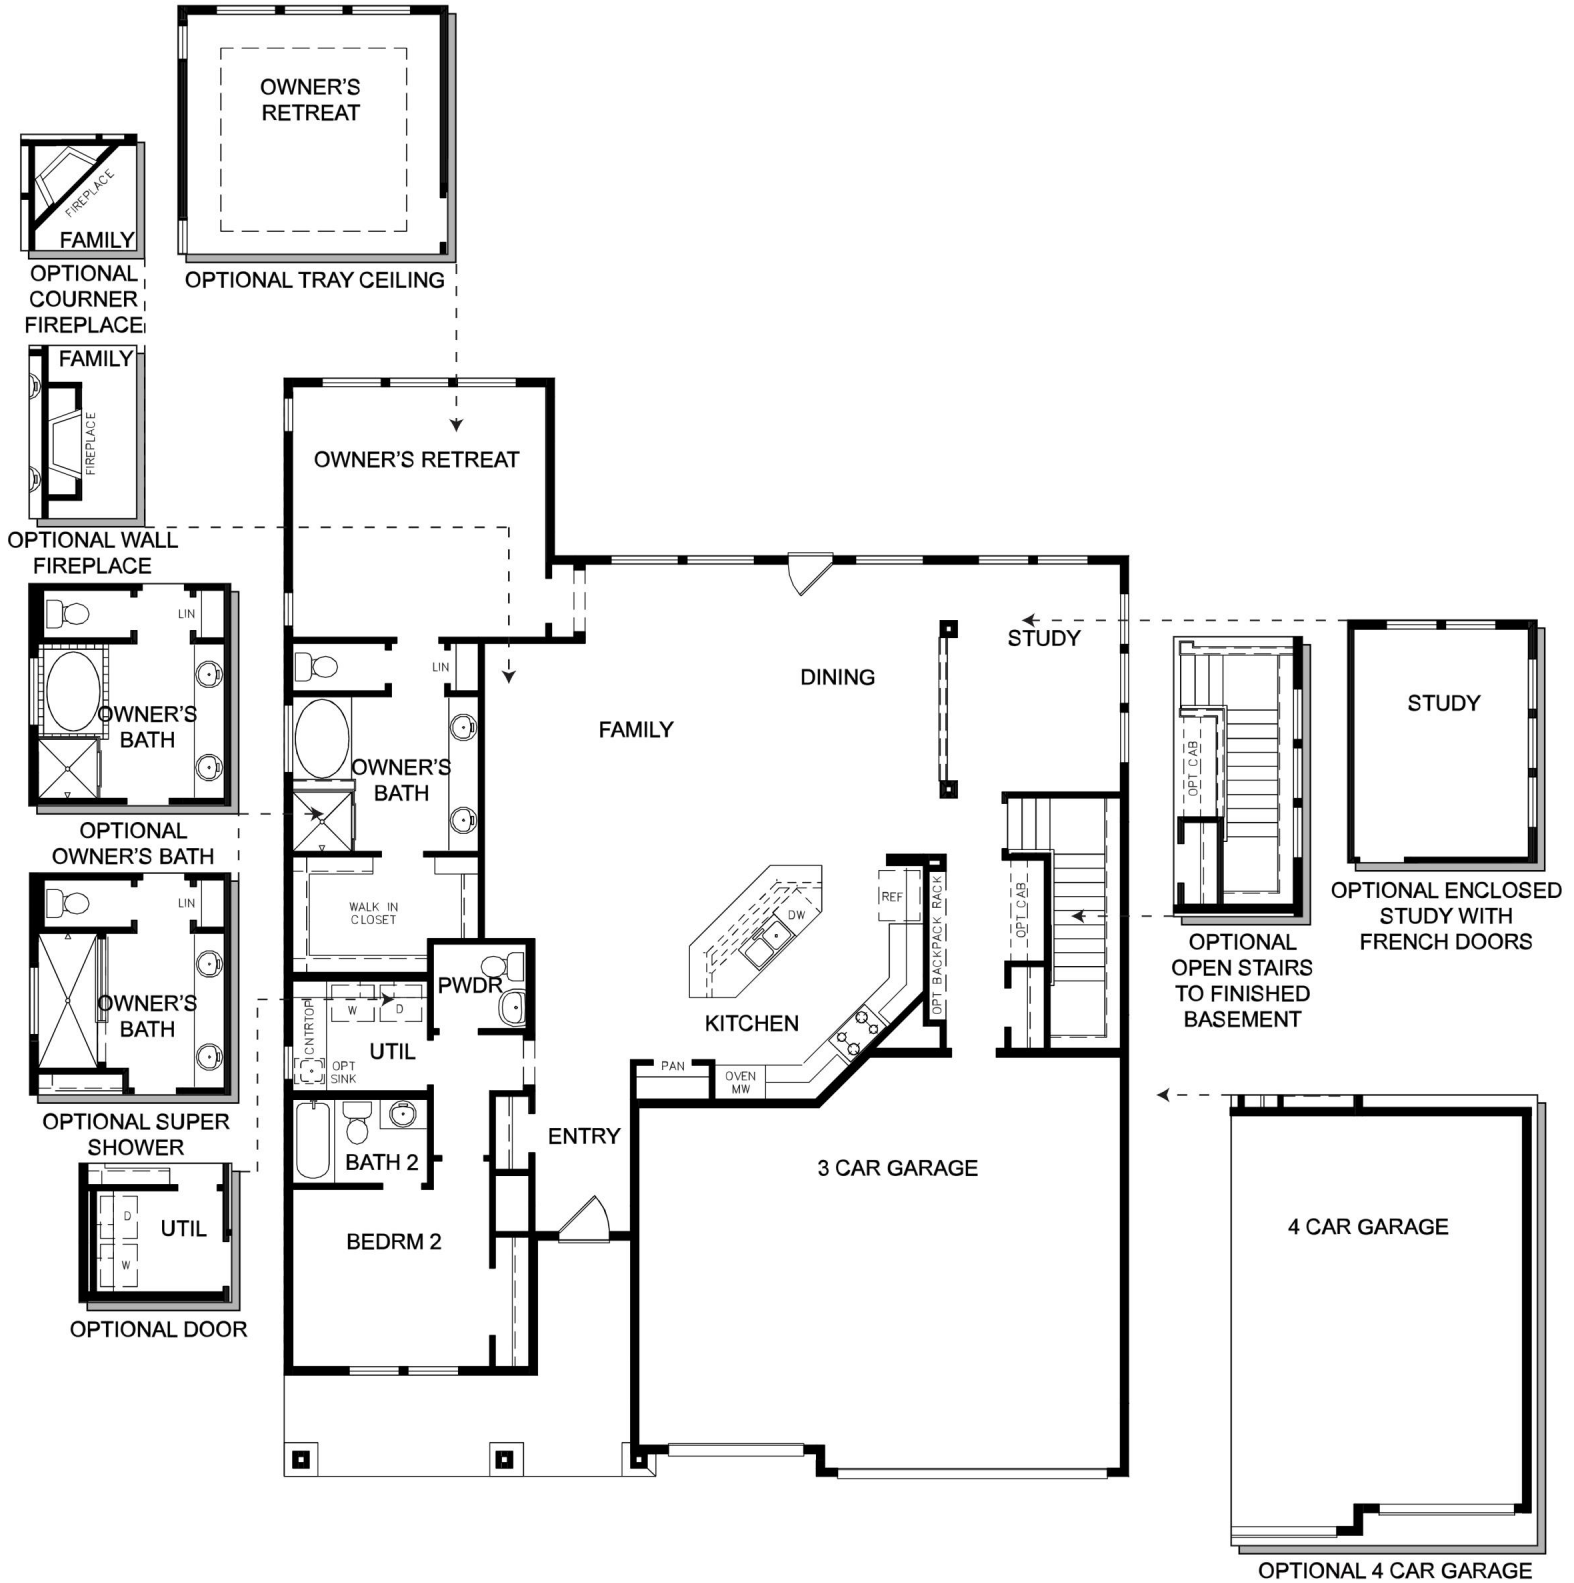 OWNER'S
RETREAT
OPTIONAL TRAY CEILING
FIREPLACE
FAMILY
OPTIONAL
COURNER
FIREPLACE
FAMILY
FIREPLACE
OPTIONAL WALL
FIREPLACE
LIN
OWNER'S
BATH
OPTIONAL
OWNER'S BATH
LIN
OWNER'S
BATH
OPTIONAL SUPER
SHOWER
D
UTIL
W
OPTIONAL DOOR
OWNER'S RETREAT
LIN
OWNER'S
BATH
WALK IN
CLOSET
PWDR
W
D
CNTRTOP
UTIL
OPT
SINK
BATH 2
BEDRM 2
ENTRY
FAMILY
DINING
STUDY
REF
DW
OPT BACKPACK RACK
OPT CAB
KITCHEN
PAN
OVEN
MW
3 CAR GARAGE
OPT CAB
OPTIONAL
OPEN STAIRS
TO FINISHED
BASEMENT
STUDY
OPTIONAL ENCLOSED
STUDY WITH
FRENCH DOORS
4 CAR GARAGE
OPTIONAL 4 CAR GARAGE